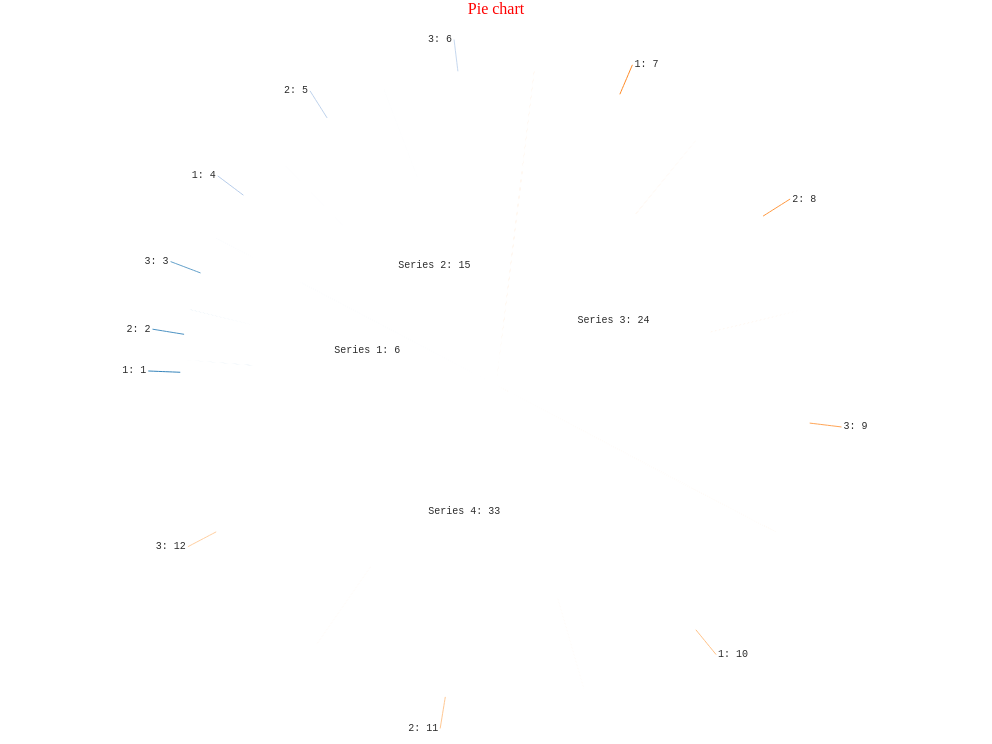 Pie chart
3: 6
1: 7
2: 5
1: 4
2: 8
3: 3
Series 2: 15
Series 3: 24
2: 2
Series 1: 6
1: 1
3: 9
Series 4: 33
3: 12
1: 10
2: 11